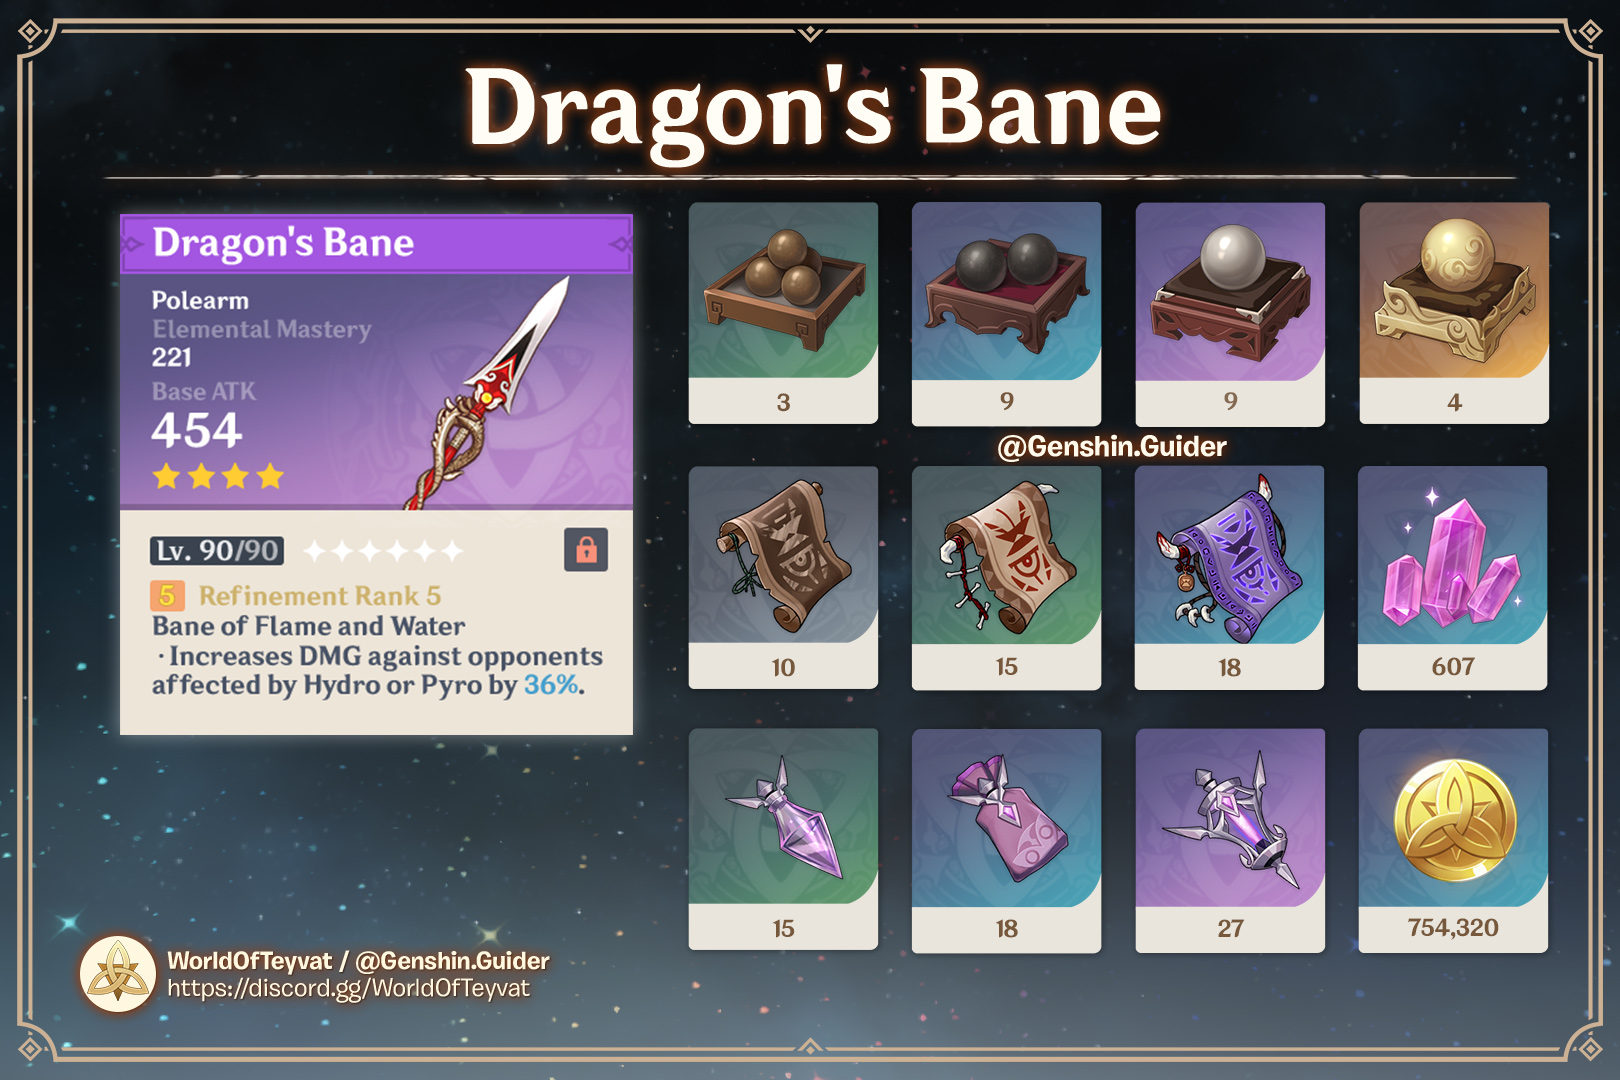 Dragon's Bane
Dragon's Bane
Polearm
Elemental Mastery
221
Base ATK
454
Lv. 90/90
5 Refinement Rank 5
Bane of Flame and Water
·Increases DMG against opponents
affected by Hydro or Pyro by 36%.
3
9
9
4
@Genshin.Guider
10
15
18
607
15
18
27
754,320
WorldOfTeyvat / @Genshin.Guider
https://discord.gg/WorldOfTeyvat